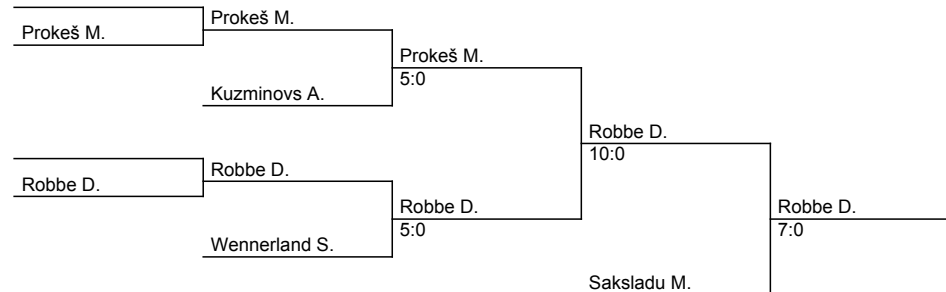 Prokeš M.
Prokeš M.
Prokeš M.
5:0
Kuzminovs A.
Robbe D.
10:0
Robbe D.
Robbe D.
Robbe D.
5:0
Robbe D.
7:0
Wennerland S.
Saksladu M.